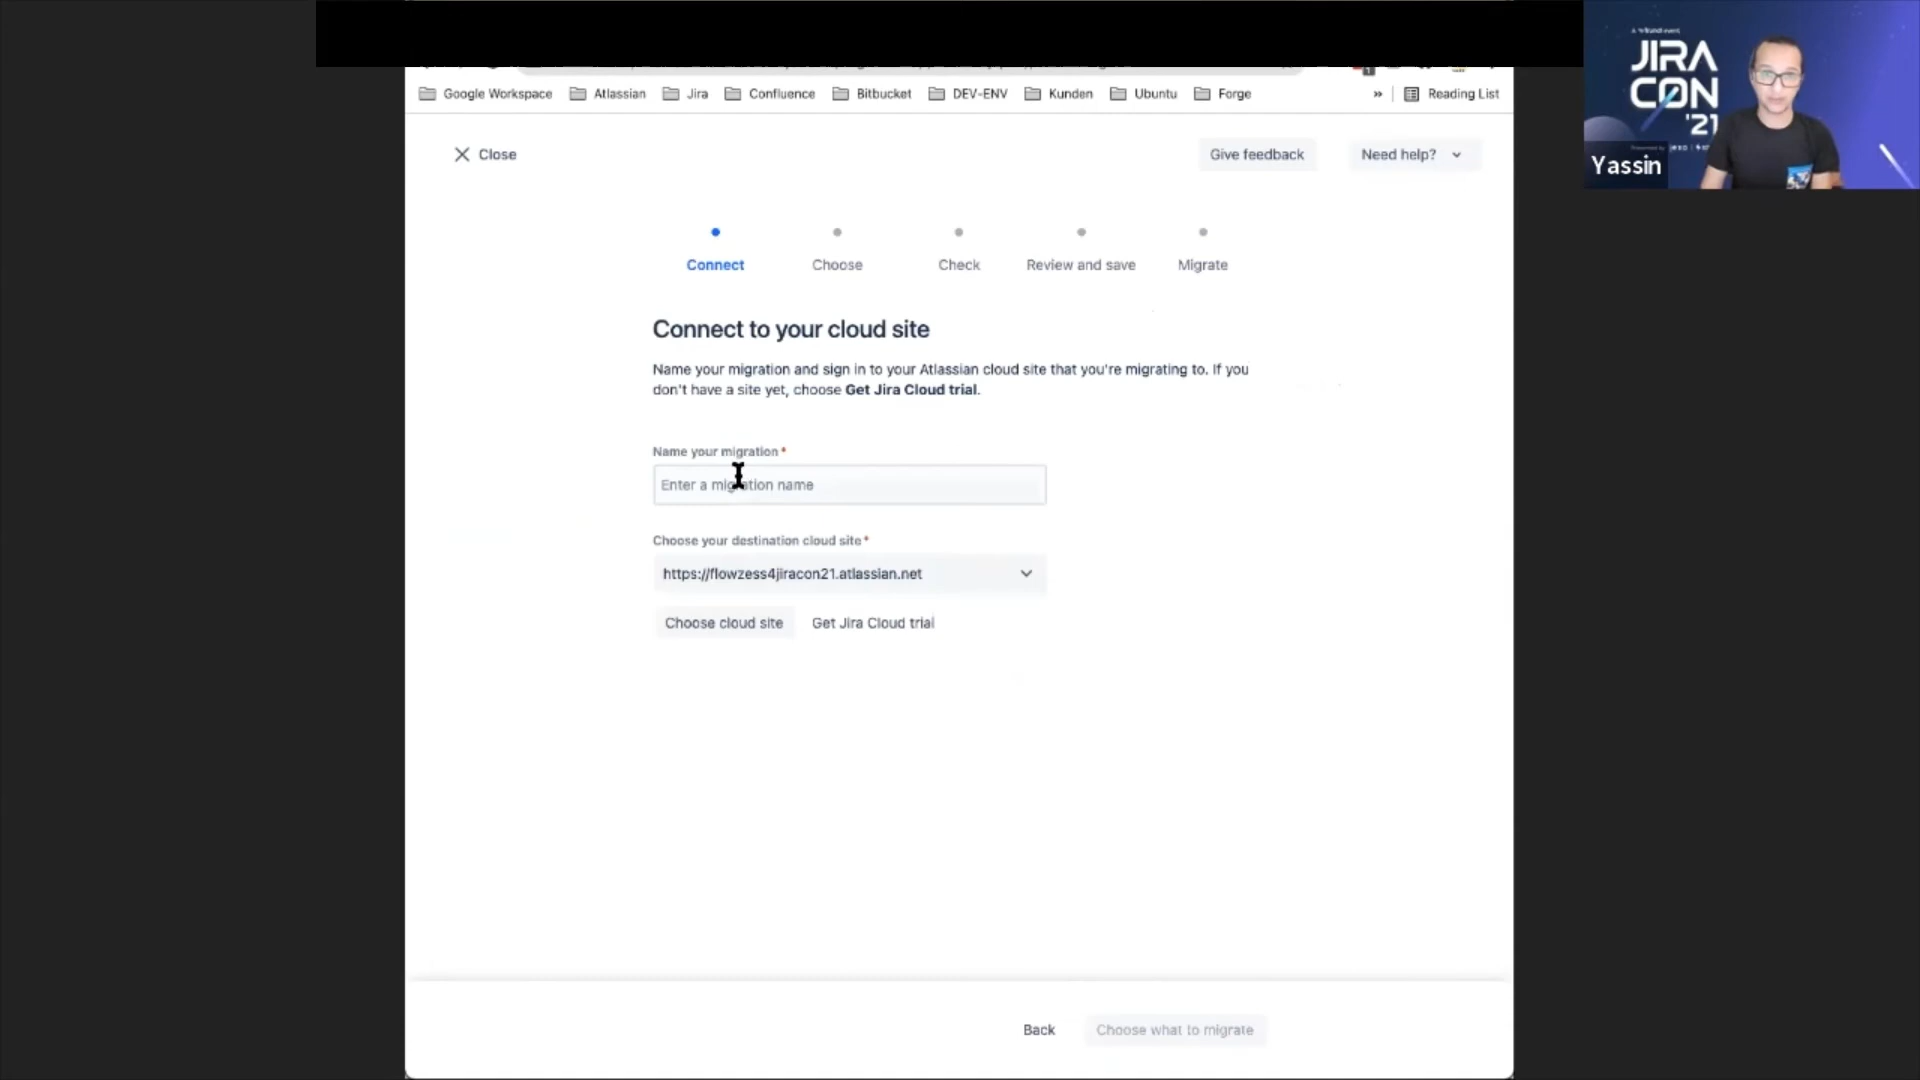 JIRA
CON
'21
Yassin
Google Workspace Atlassian Jira Confluence Bitbucket DEV-ENV Kunden Ubuntu Forge » Reading List
Close Give feedback Need help?
Connect Choose Check Review and save Migrate
Connect to your cloud site
Name your migration and sign in to your Atlassian cloud site that you're migrating to. If you
don't have a site yet, choose Get Jira Cloud trial.
Name your migration *
Enter a migration name
Choose your destination cloud site *
https://flowzess4jiracon21.atlassian.net
Choose cloud site Get Jira Cloud trial
Back Choose what to migrate